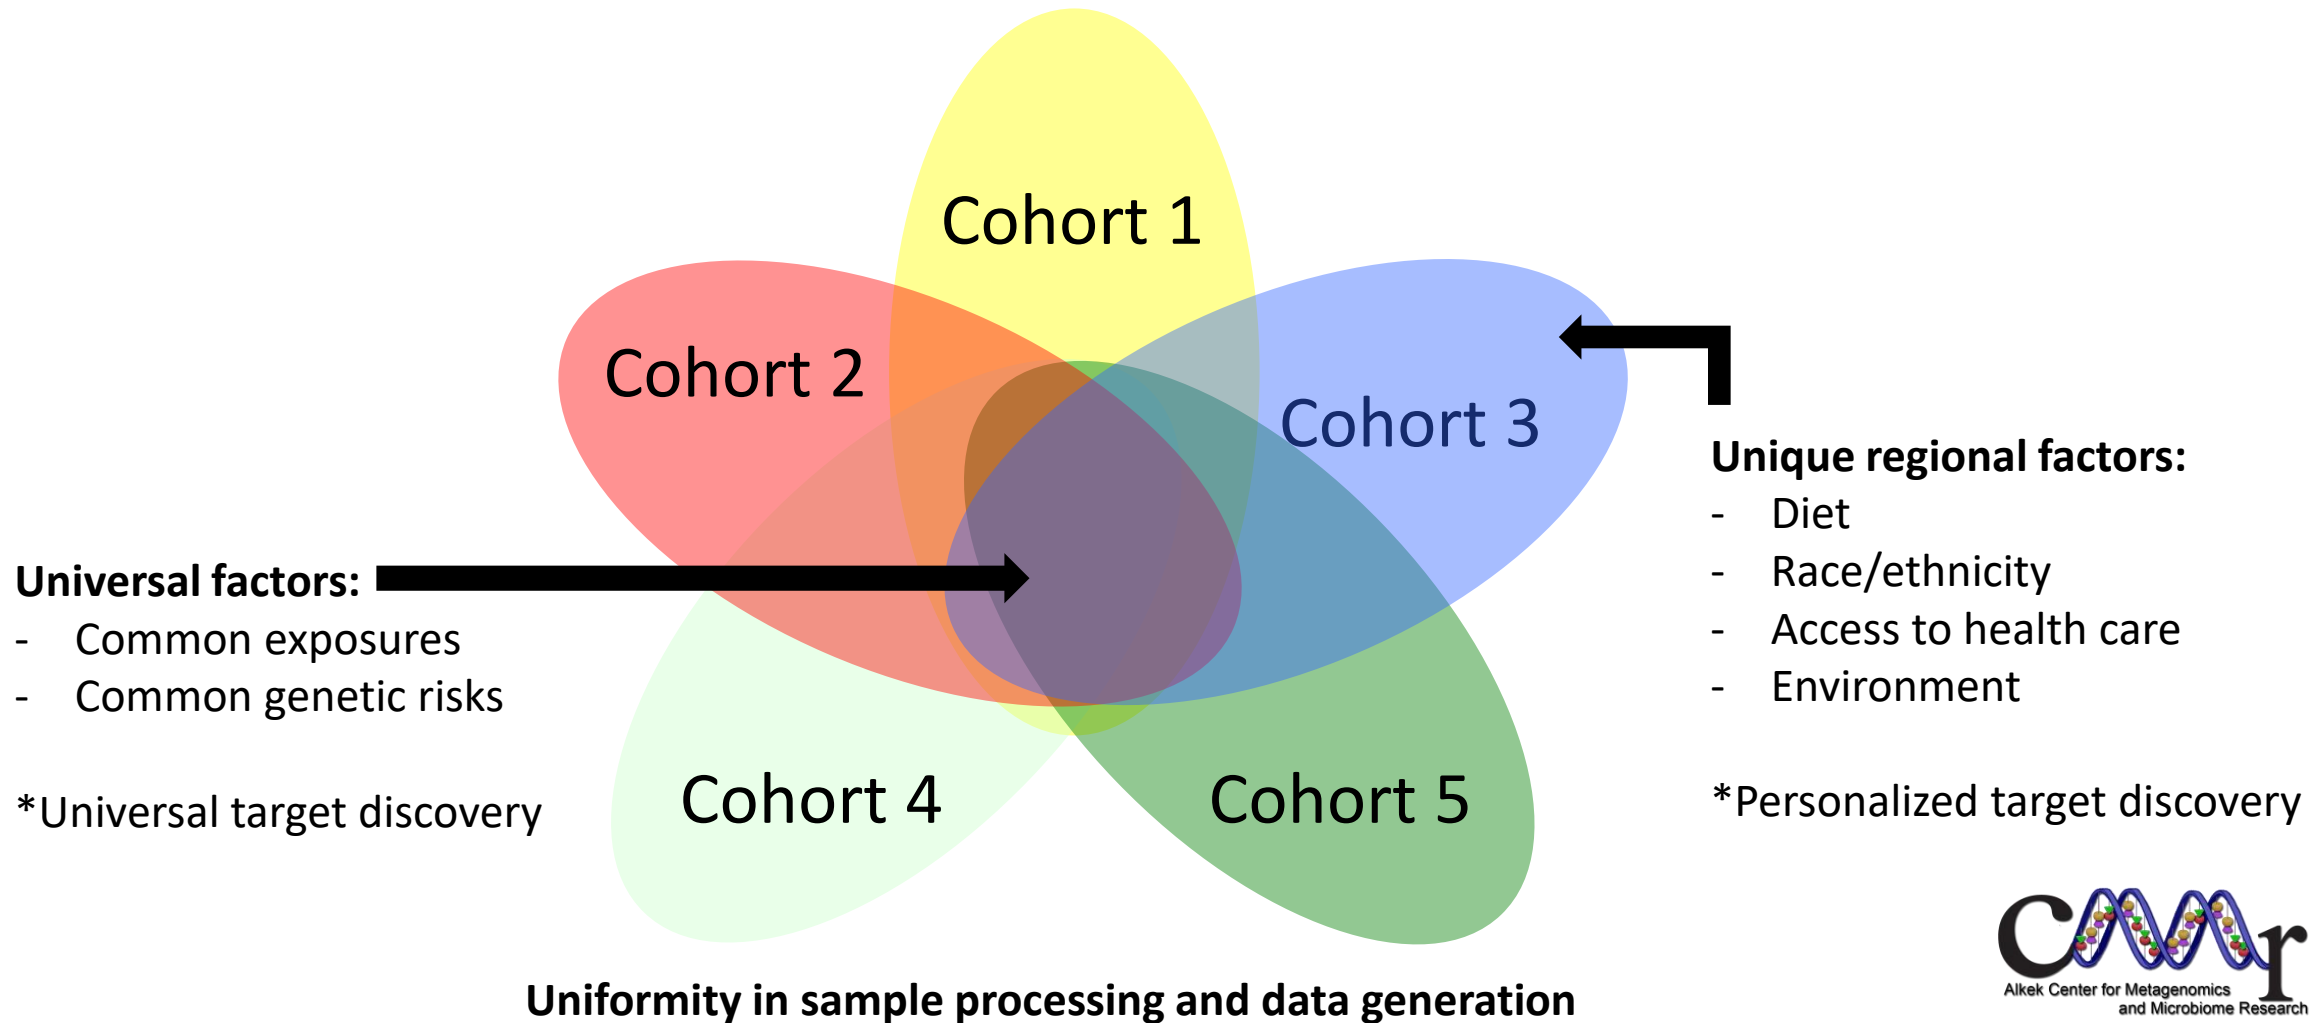 Cohort 1
Cohort 2
Cohort 3
Cohort 4
Cohort 5
Universal factors:
- Common exposures
- Common genetic risks
*Universal target discovery
Unique regional factors:
- Diet
- Race/ethnicity
- Access to health care
- Environment
*Personalized target discovery
Uniformity in sample processing and data generation
CMMr
Alkek Center for Metagenomics
and Microbiome Research